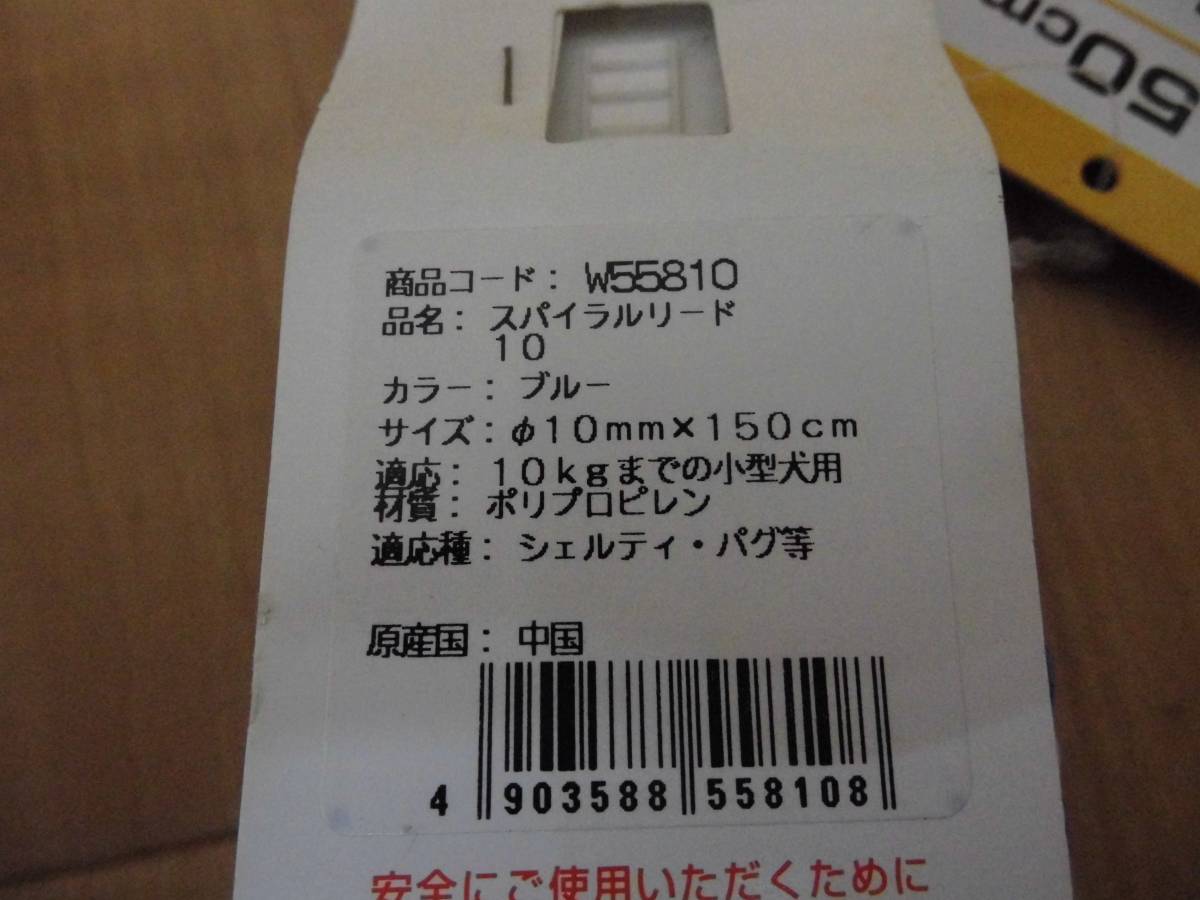 50cm
商品コード： W55810
品名： スパイラルリード
10
カラー： ブルー
サイズ： φ10mm×150cm
適応： 10kgまでの小型犬用
材質： ポリプロピレン
適応種： シェルティ・パグ等
原産国： 中国
4 903588 558108
安全にご使用いただくために